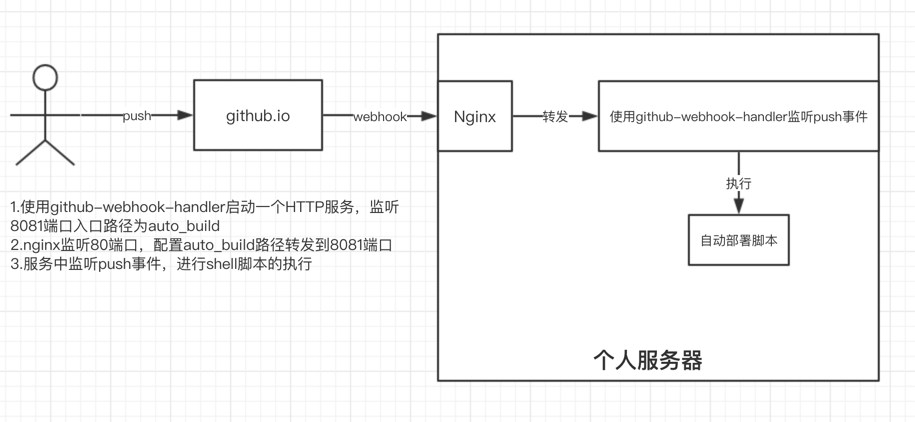 push
github.io
webhook
Nginx
转发
使用github-webhook-handler监听push事件
执行
自动部署脚本
1.使用github-webhook-handler启动一个HTTP服务，监听
8081端口入口路径为auto_build
2.nginx监听80端口，配置auto_build路径转发到8081端口
3.服务中监听push事件，进行shell脚本的执行
个人服务器